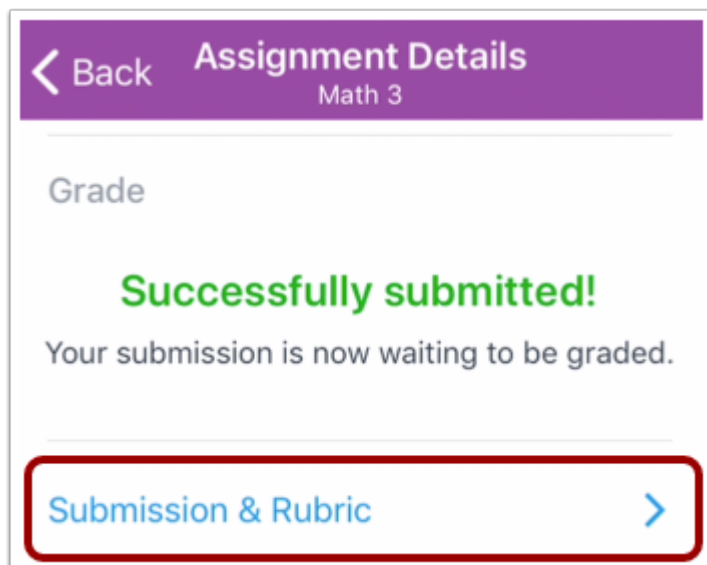 Back
Assignment Details
Math 3
Grade
Successfully submitted!
Your submission is now waiting to be graded.
Submission & Rubric